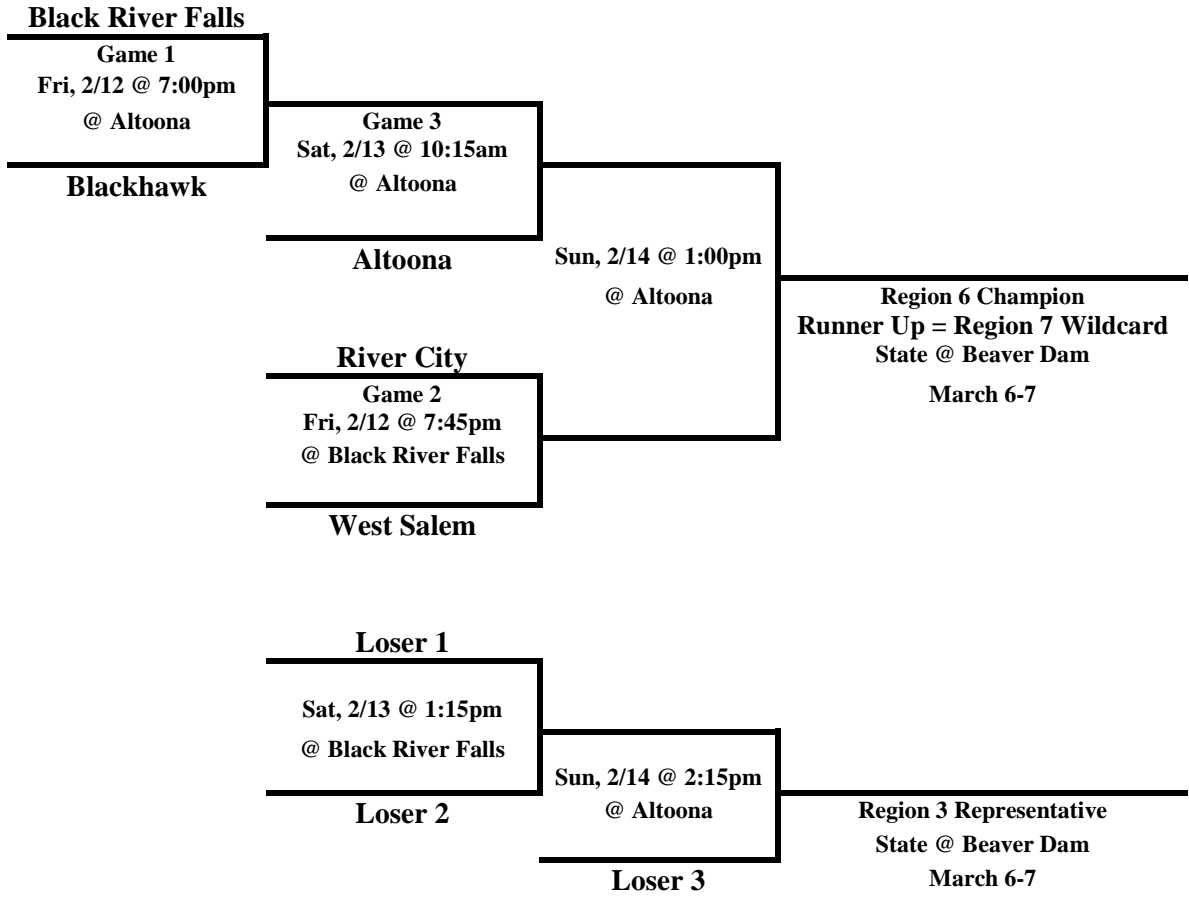 Black River Falls
Game 1
Fri, 2/12 @ 7:00pm
@ Altoona
Blackhawk
Game 3
Sat, 2/13 @ 10:15am
@ Altoona
Altoona
Sun, 2/14 @ 1:00pm
@ Altoona
Region 6 Champion
Runner Up = Region 7 Wildcard
State @ Beaver Dam
March 6-7
River City
Game 2
Fri, 2/12 @ 7:45pm
@ Black River Falls
West Salem
Loser 1
Sat, 2/13 @ 1:15pm
@ Black River Falls
Loser 2
Sun, 2/14 @ 2:15pm
@ Altoona
Loser 3
Region 3 Representative
State @ Beaver Dam
March 6-7